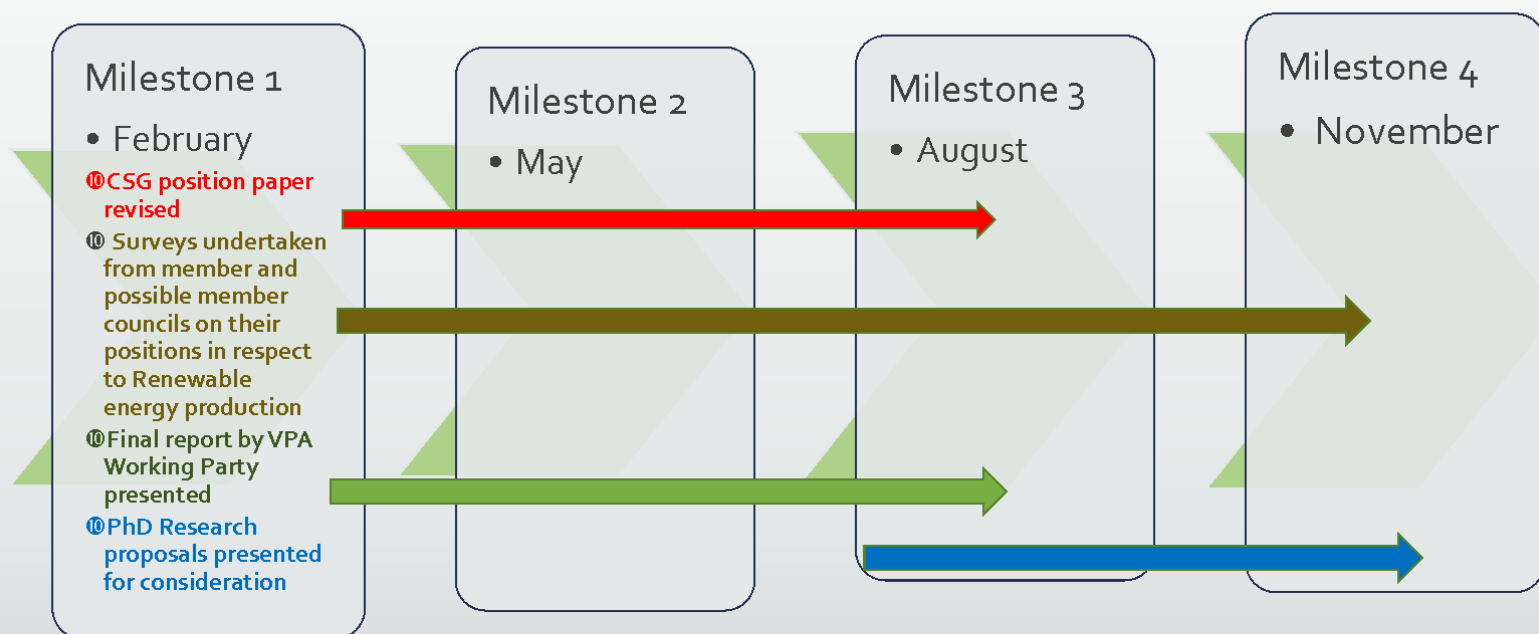 Milestone 1
• February
❿CSG position paper
revised
❿ Surveys undertaken
from member and
possible member
councils on their
positions in respect
to Renewable
energy production
❿Final report by VPA
Working Party
presented
❿PhD Research
proposals presented
for consideration
Milestone 2
• May
Milestone 3
• August
Milestone 4
• November